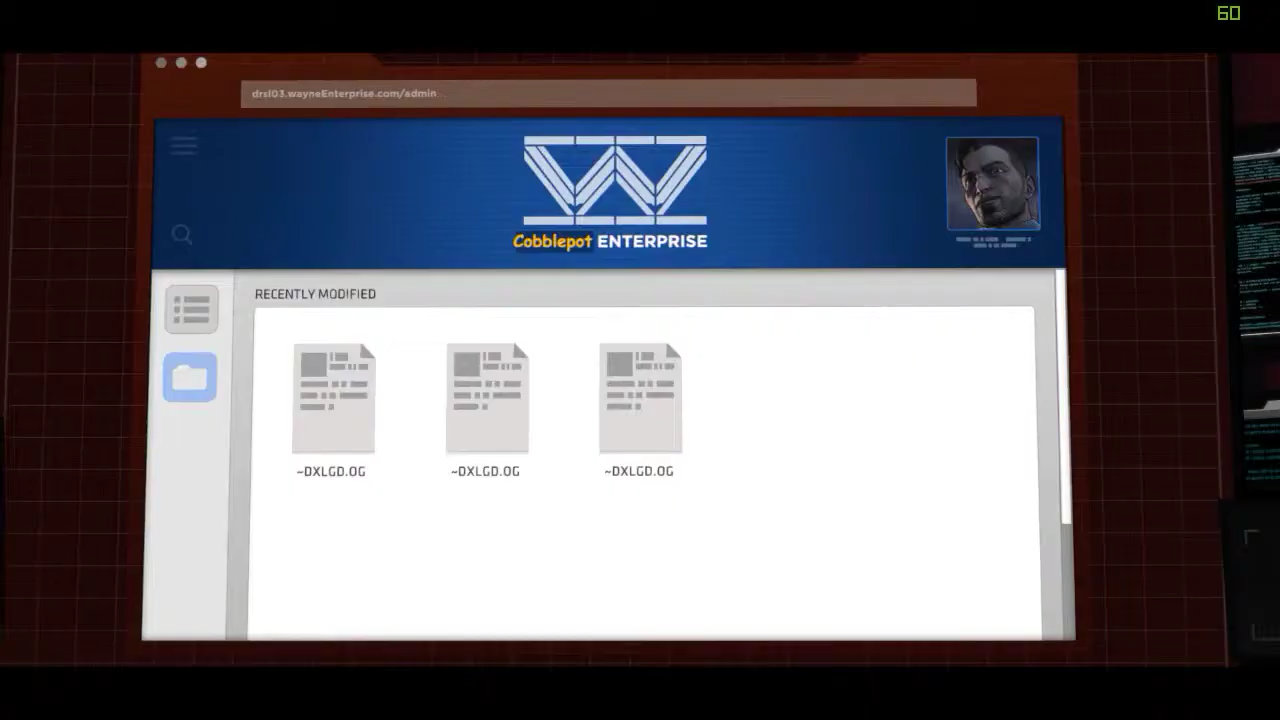 60
drsl03.wayneEnterprise.com/admin...
Cobblepot ENTERPRISE
RECENTLY MODIFIED
~DXLGD.OG
~DXLGD.OG
~DXLGD.OG